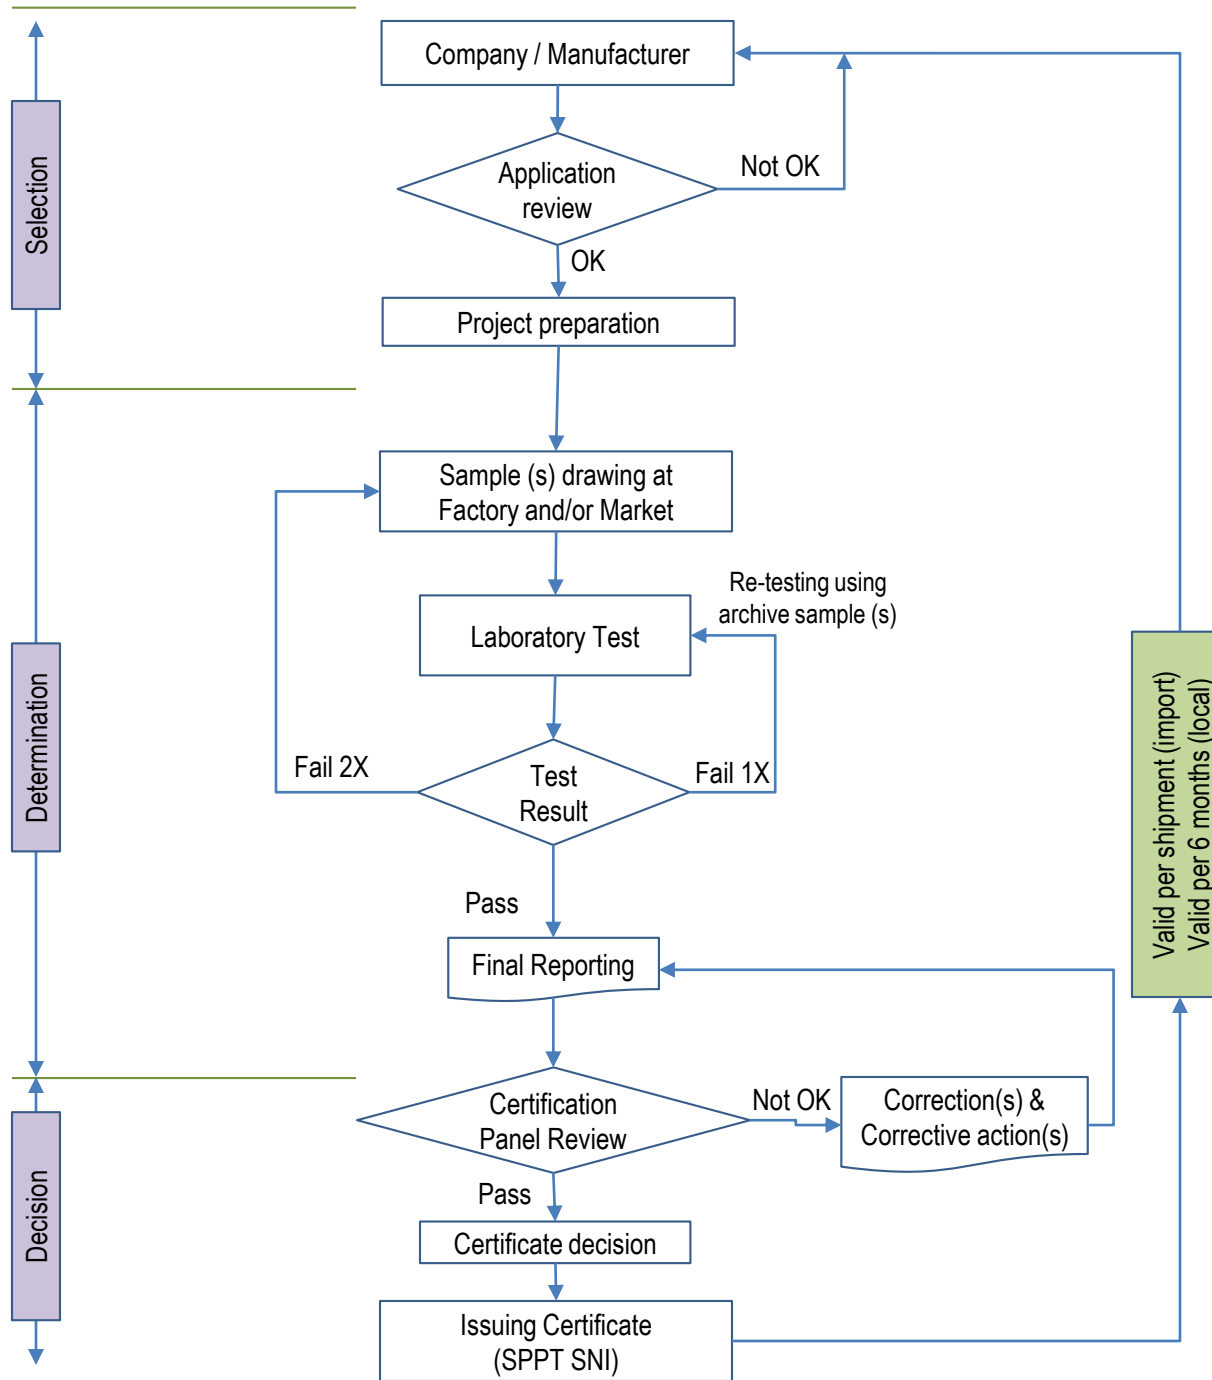 Company / Manufacturer
Selection
Application
review
Not OK
OK
Project preparation
Sample (s) drawing at
Factory and/or Market
Re-testing using
archive sample (s)
Laboratory Test
Determination
Valid per shipment (import)
Valid per 6 months (local)
Fail 2X
Test
Result
Fail 1X
Pass
Final Reporting
Certification
Panel Review
Not OK
Correction(s) &
Corrective action(s)
Decision
Pass
Certificate decision
Issuing Certificate
(SPPT SNI)